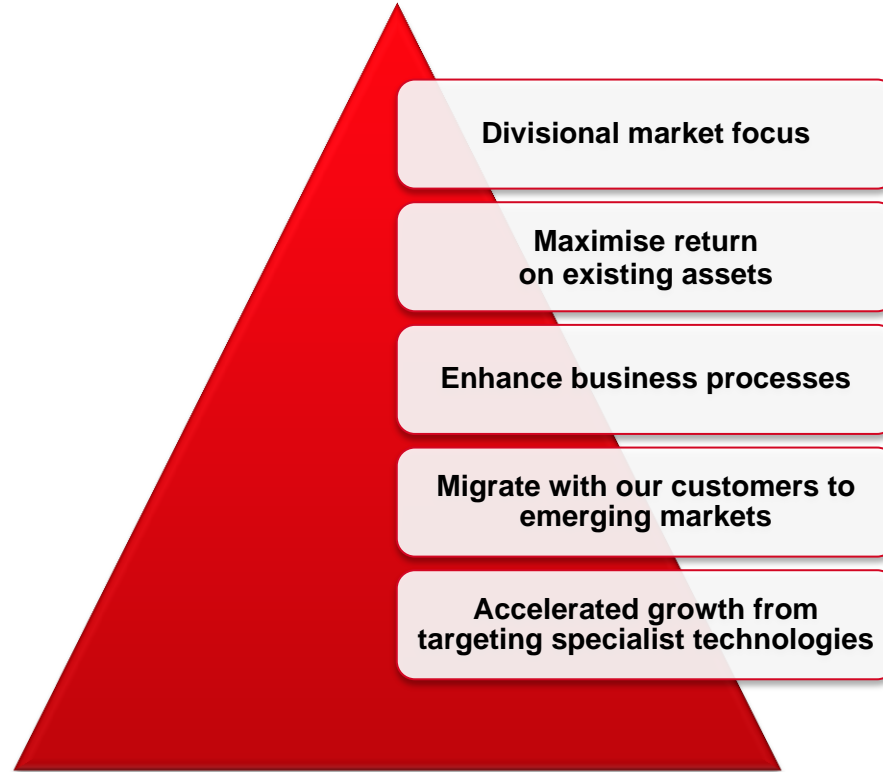 Divisional market focus
Maximise return
on existing assets
Enhance business processes
Migrate with our customers to
emerging markets
Accelerated growth from
targeting specialist technologies